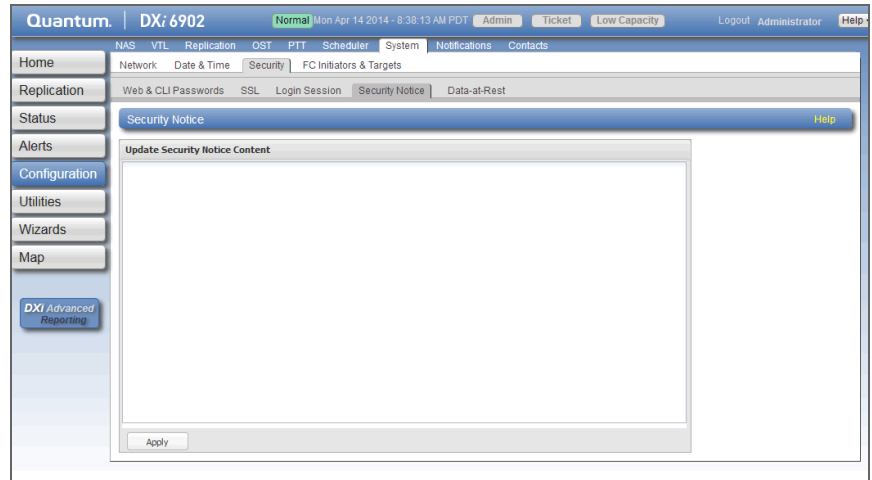 Quantum. DXi 6902 Normal Mon Apr 14 2014 - 8:38:13 AM PDT Admin Ticket Low Capacity Logout Administrator Help
NAS VTL Replication OST PTT Scheduler System Notifications Contacts
Home
Network Date & Time Security FC Initiators & Targets
Replication
Web & CLI Passwords SSL Login Session Security Notice Data-at-Rest
Status
Security Notice Help
Alerts
Update Security Notice Content
Configuration
Utilities
Wizards
Map
DXi Advanced
Reporting
Apply